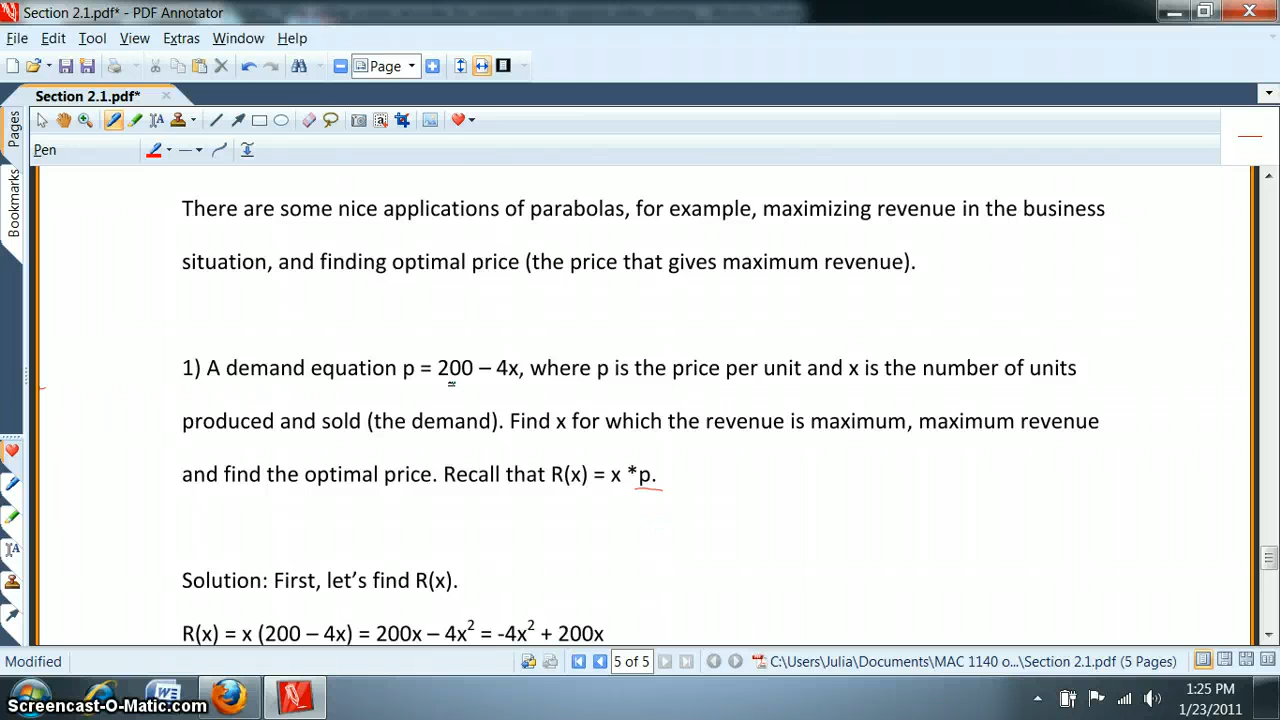 Section 2.1.pdf* - PDF Annotator
File Edit Tool View Extras Window Help
Page
Section 2.1.pdf*
Pages
Bookmarks
Pen
There are some nice applications of parabolas, for example, maximizing revenue in the business
situation, and finding optimal price (the price that gives maximum revenue).
1) A demand equation p = 200 – 4x, where p is the price per unit and x is the number of units
produced and sold (the demand). Find x for which the revenue is maximum, maximum revenue
and find the optimal price. Recall that R(x) = x *p.
Solution: First, let’s find R(x).
R(x) = x (200 – 4x) = 200x – 4x² = -4x² + 200x
Modified
5 of 5
C:\Users\Julia\Documents\MAC 1140 o...\Section 2.1.pdf (5 Pages)
Screencast-O-Matic.com
1:25 PM
1/23/2011